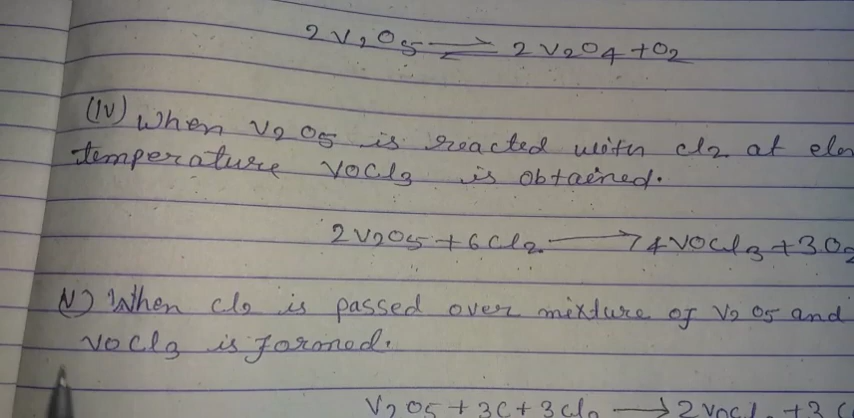 2V2O5 ⇌ 2V2O4 + O2
(IV) When V2O5 is reacted with Cl2 at
temperature VOCl3 is obtained.
2V2O5 + 6Cl2 → 4VOCl3 + 3O2
(V) When Cl2 is passed over mixture of V2O5 and
VOCl3 is formed.
V2O5 + 3C + 3Cl2 → 2VOCl3 + 3